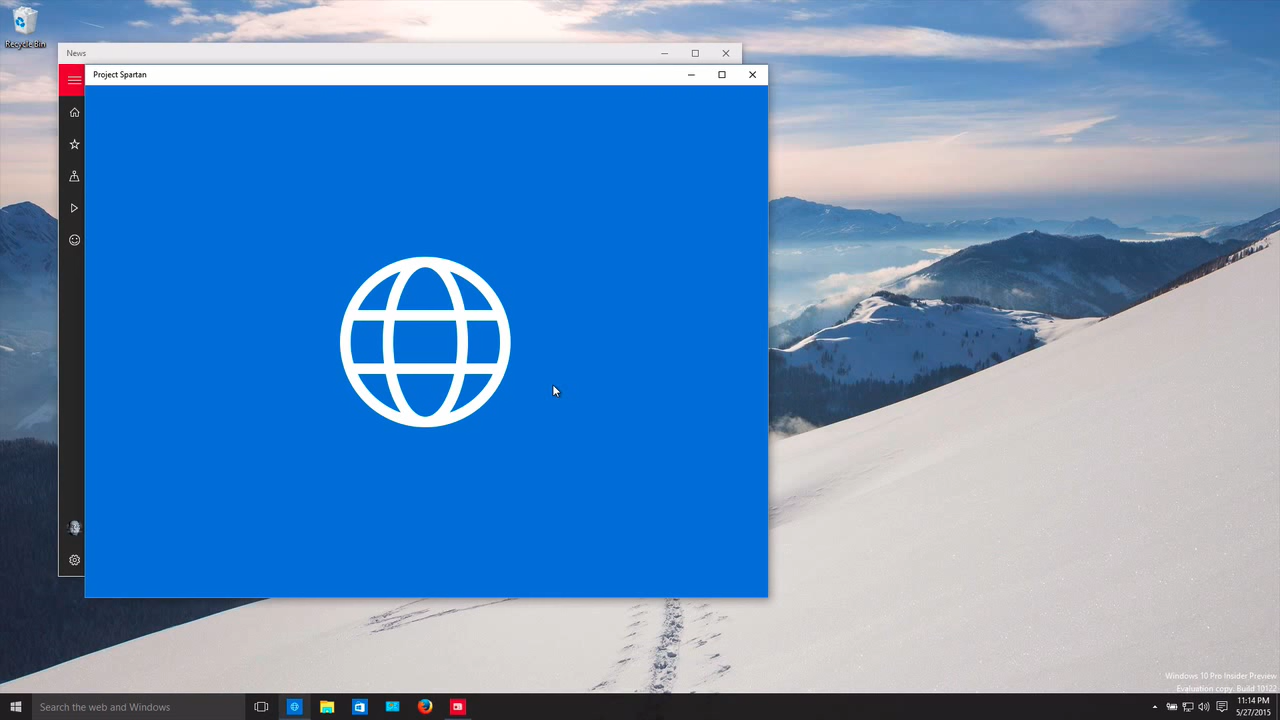 Recycle Bin
News
Project Spartan
Windows 10 Pro Insider Preview
Evaluation copy. Build 10122
Search the web and Windows
11:14 PM
5/27/2015